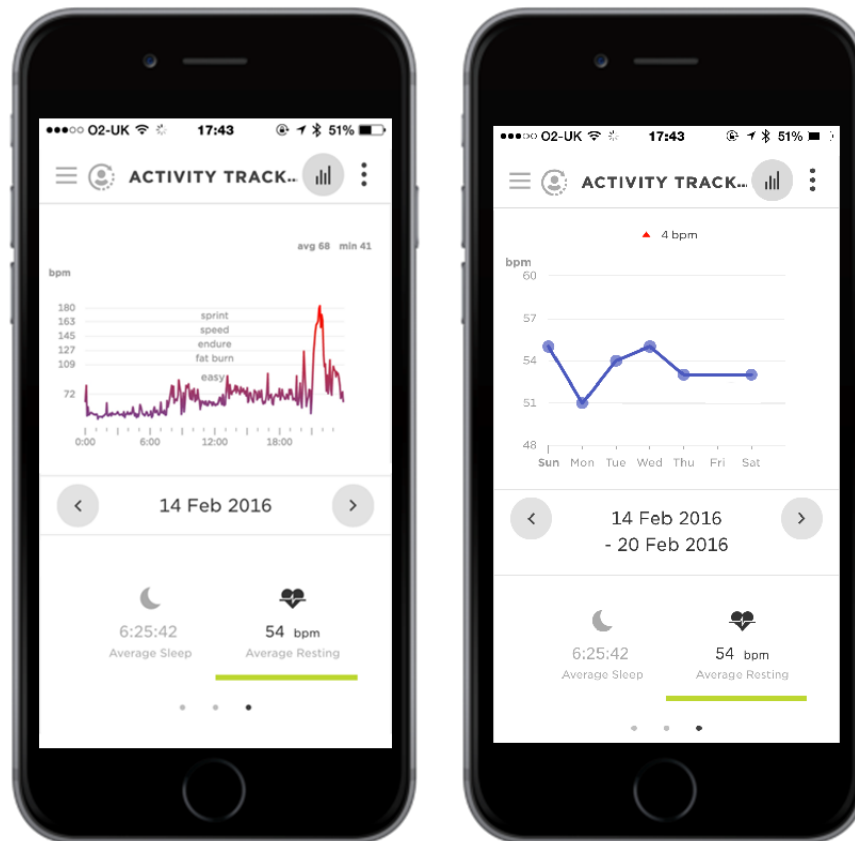 O2-UK 17:43 51%
ACTIVITY TRACK...
avg 68 min 41
bpm
180
163
145
127
109
72
sprint
speed
endure
fat burn
easy
0:00 6:00 12:00 18:00
14 Feb 2016
6:25:42
Average Sleep
54 bpm
Average Resting
O2-UK 17:43 51%
ACTIVITY TRACK...
4 bpm
bpm
60
57
54
51
48
Sun Mon Tue Wed Thu Fri Sat
14 Feb 2016
- 20 Feb 2016
6:25:42
Average Sleep
54 bpm
Average Resting